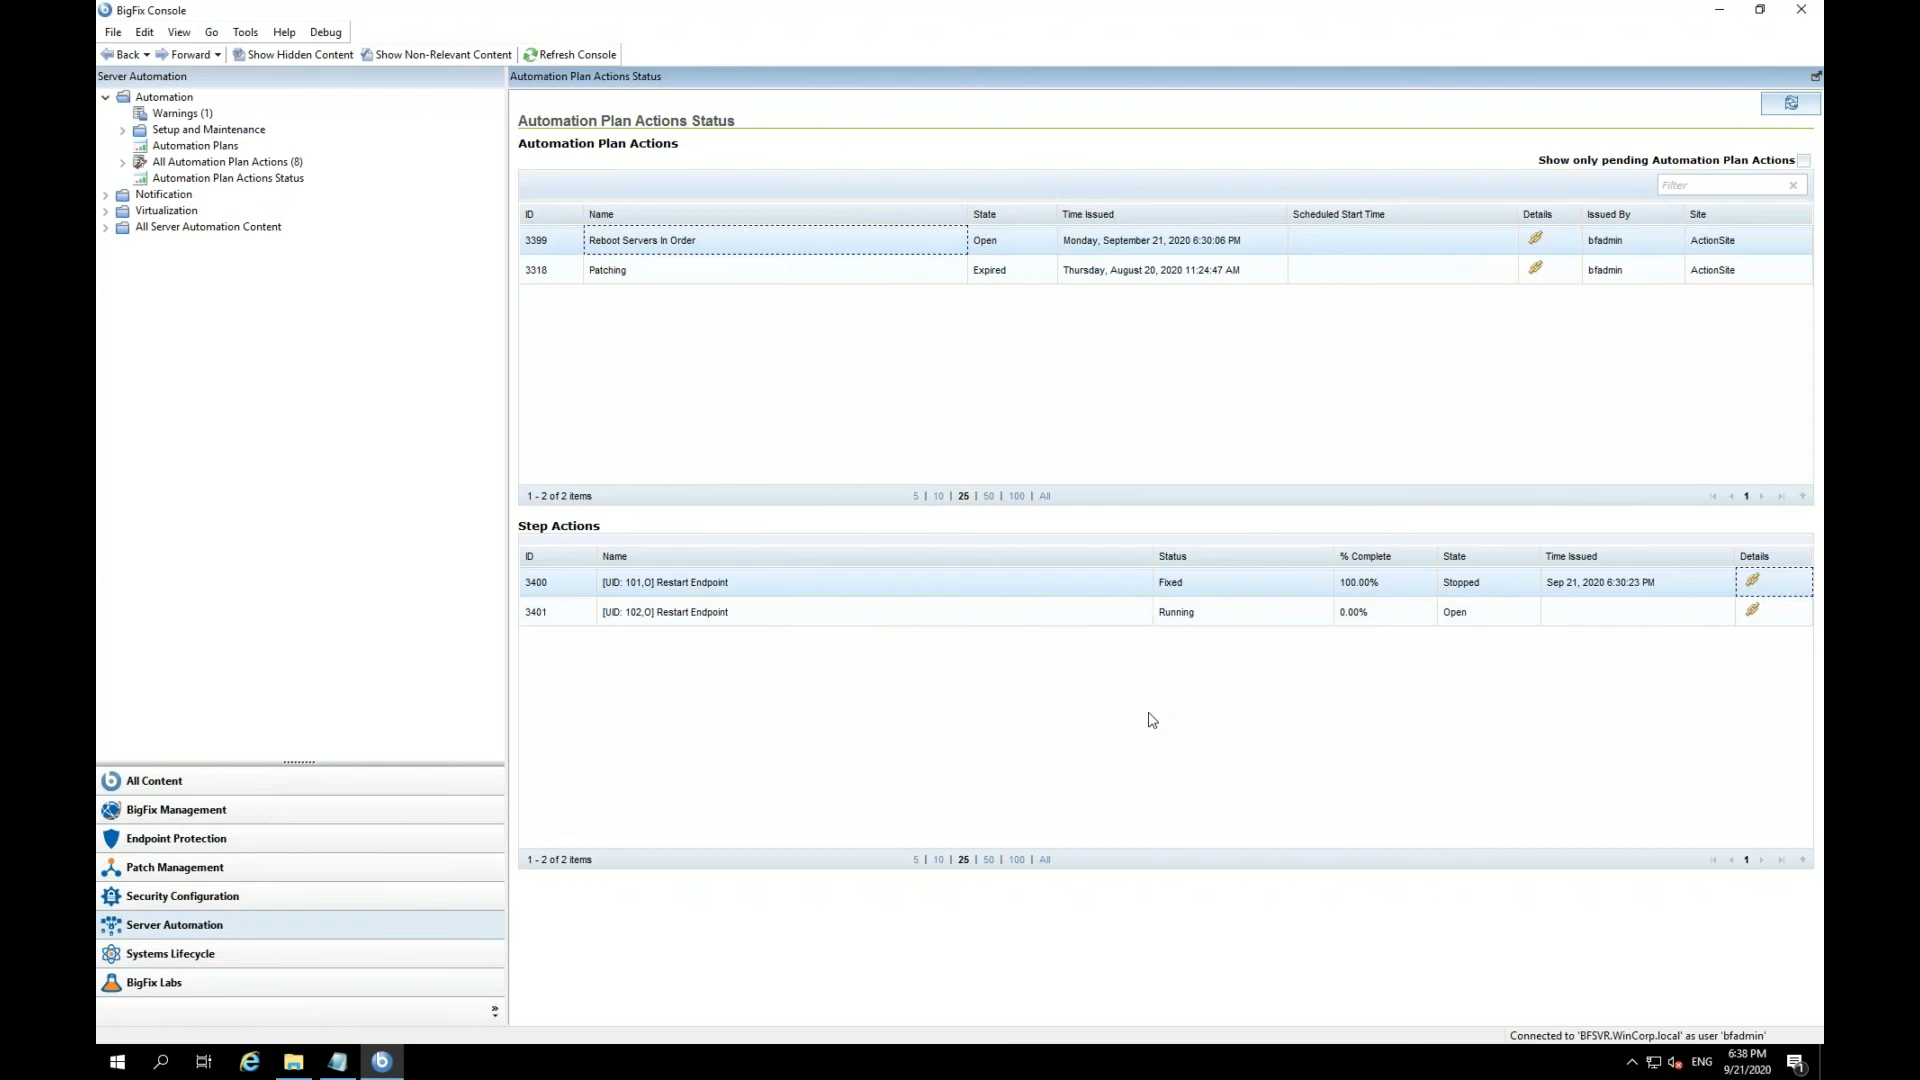 BigFix Console
File Edit View Go Tools Help Debug
Back Forward Show Hidden Content Show Non-Relevant Content Refresh Console
Server Automation
Automation
Warnings (1)
Setup and Maintenance
Automation Plans
All Automation Plan Actions (8)
Automation Plan Actions Status
Notification
Virtualization
All Server Automation Content
All Content
BigFix Management
Endpoint Protection
Patch Management
Security Configuration
Server Automation
Systems Lifecycle
BigFix Labs
Automation Plan Actions Status
Automation Plan Actions Status
Automation Plan Actions
Show only pending Automation Plan Actions
Filter
ID Name State Time Issued Scheduled Start Time Details Issued By Site
3399 Reboot Servers In Order Open Monday, September 21, 2020 6:30:06 PM bfadmin ActionSite
3318 Patching Expired Thursday, August 20, 2020 11:24:47 AM bfadmin ActionSite
1 - 2 of 2 items 5 | 10 | 25 | 50 | 100 | All 1
Step Actions
ID Name Status % Complete State Time Issued Details
3400 [UID: 101,O] Restart Endpoint Fixed 100.00% Stopped Sep 21, 2020 6:30:23 PM
3401 [UID: 102,O] Restart Endpoint Running 0.00% Open
1 - 2 of 2 items 5 | 10 | 25 | 50 | 100 | All 1
Connected to 'BFSVR.WinCorp.local' as user 'bfadmin'
ENG 6:38 PM
9/21/2020
1